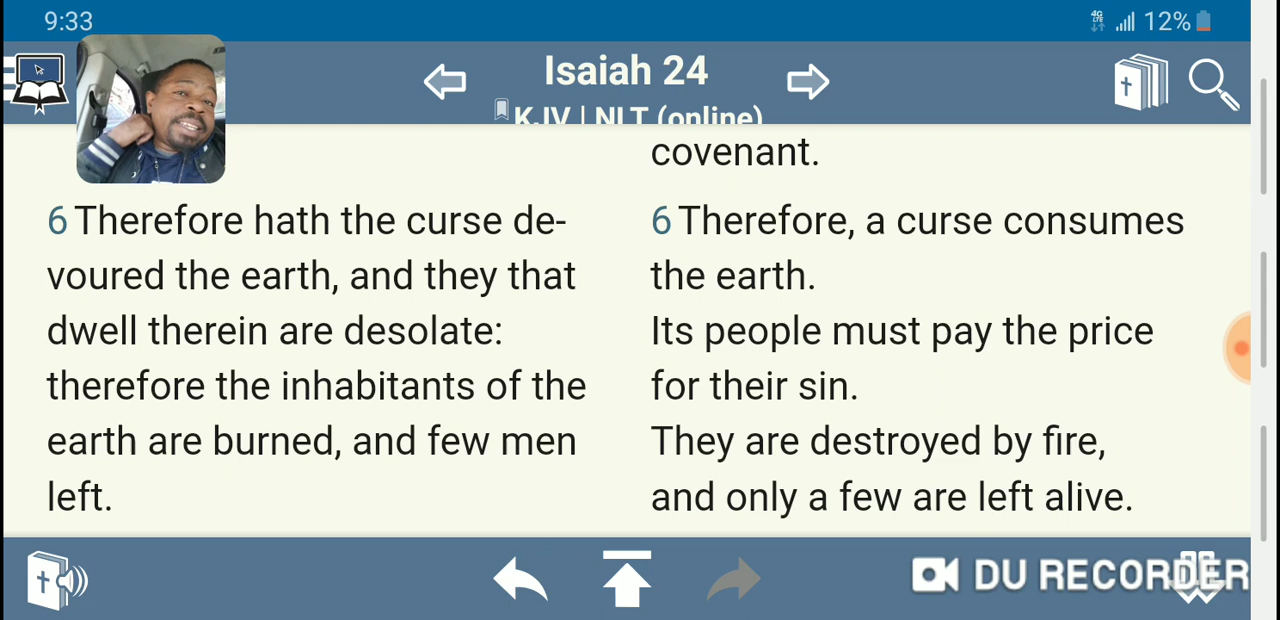 9:33
4G LTE 12%
Isaiah 24
KJV | NLT (online)
6 Therefore hath the curse de-
voured the earth, and they that
dwell therein are desolate:
therefore the inhabitants of the
earth are burned, and few men
left.
covenant.
6 Therefore, a curse consumes
the earth.
Its people must pay the price
for their sin.
They are destroyed by fire,
and only a few are left alive.
DU RECORDER